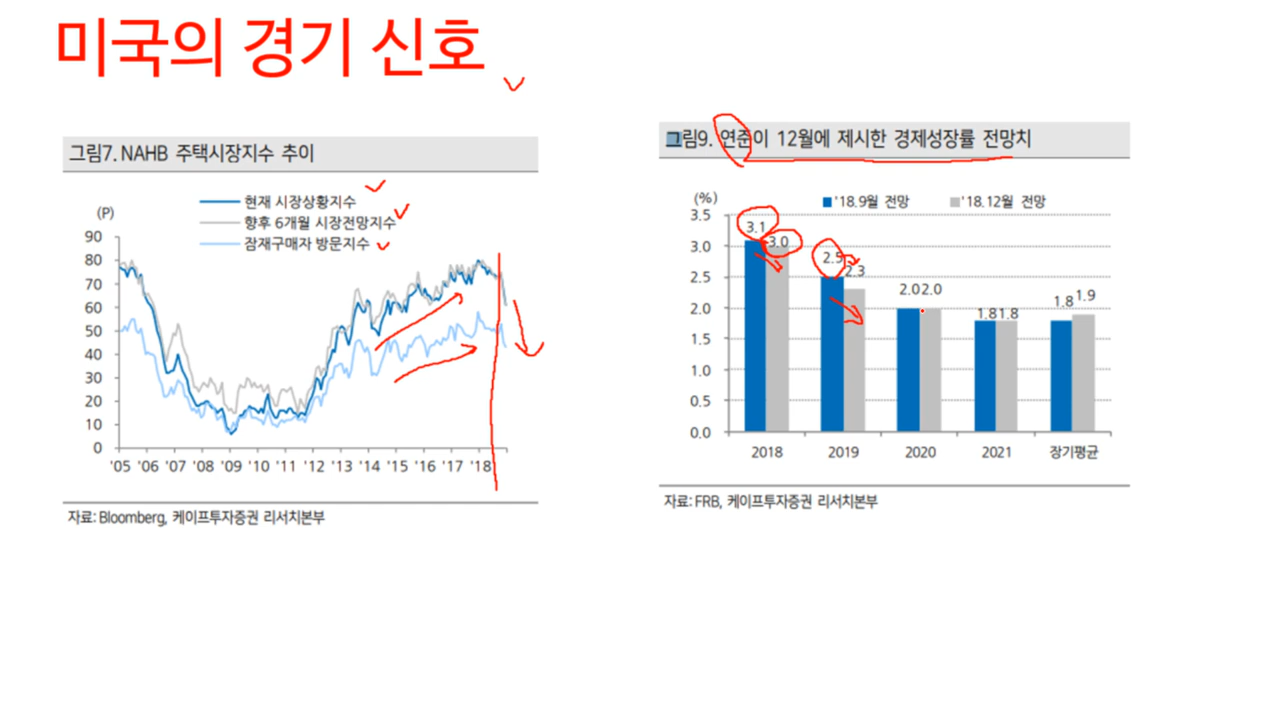 미국의 경기 신호
그림7. NAHB 주택시장지수 추이
현재 시장상황지수
향후 6개월 시장전망지수
잠재구매자 방문지수
(P)
90
80
70
60
50
40
30
20
10
0
'05 '06 '07 '08 '09 '10 '11 '12 '13 '14 '15 '16 '17 '18
자료: Bloomberg, 케이프투자증권 리서치본부
그림9. 연준이 12월에 제시한 경제성장률 전망치
(%)
'18.9월 전망 '18.12월 전망
3.5
3.0
2.5
2.0
1.5
1.0
0.5
0.0
3.1 3.0
2.5 2.3
2.0 2.0
1.8 1.8
1.8 1.9
2018 2019 2020 2021 장기평균
자료: FRB, 케이프투자증권 리서치본부